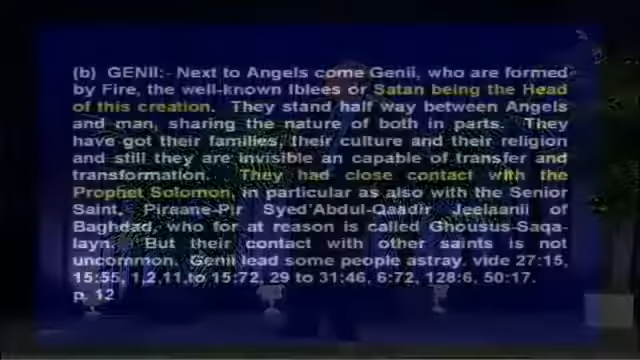 (b) GENII:- Next to Angels come Genii, who are formed
by Fire, the well-known Iblees or Satan being the Head
of this creation. They stand half way between Angels
and man, sharing the nature of both in parts. They
have got their families, their culture and their religion
and still they are invisible an capable of transfer and
transformation. They had close contact with the
Prophet Solomon, in particular as also with the Senior
Saint, Piraane-Pir Syed'Abdul-Qaadir Jeelaanii of
Baghdad, who for at reason is called Ghousus-Saqa-
layn. But their contact with other saints is not
uncommon. Genii lead some people astray, vide 27:15,
15:55, 1,2,11,to 15:72, 29 to 31:46, 6:72, 128:6, 50:17.
p. 12